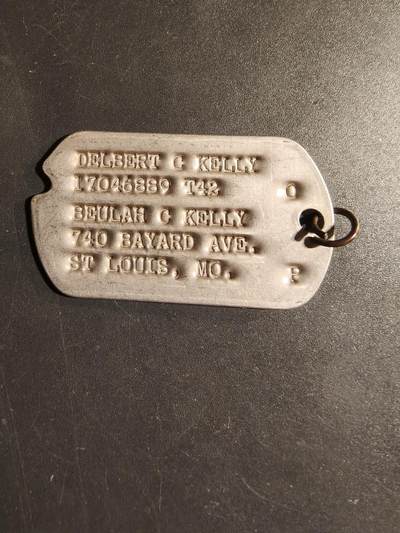 DELBERT C KELLY
17046889 T42 O
BEULAH C KELLY
740 BAYARD AVE.
ST LOUIS, MO. P